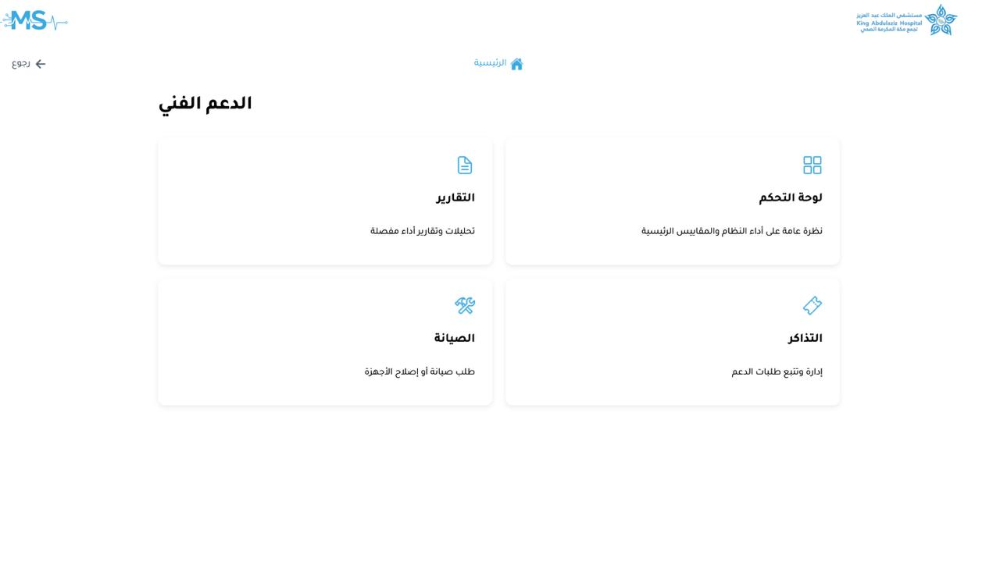 مستشفى الملك عبد العزيز
King Abdulaziz Hospital
تجمع مكة المكرمة الصحي
MS
الرئيسية
رجوع
الدعم الفني
لوحة التحكم
نظرة عامة على أداء النظام والمقاييس الرئيسية
التقارير
تحليلات وتقارير أداء مفصلة
التذاكر
إدارة وتتبع طلبات الدعم
الصيانة
طلب صيانة أو إصلاح الأجهزة